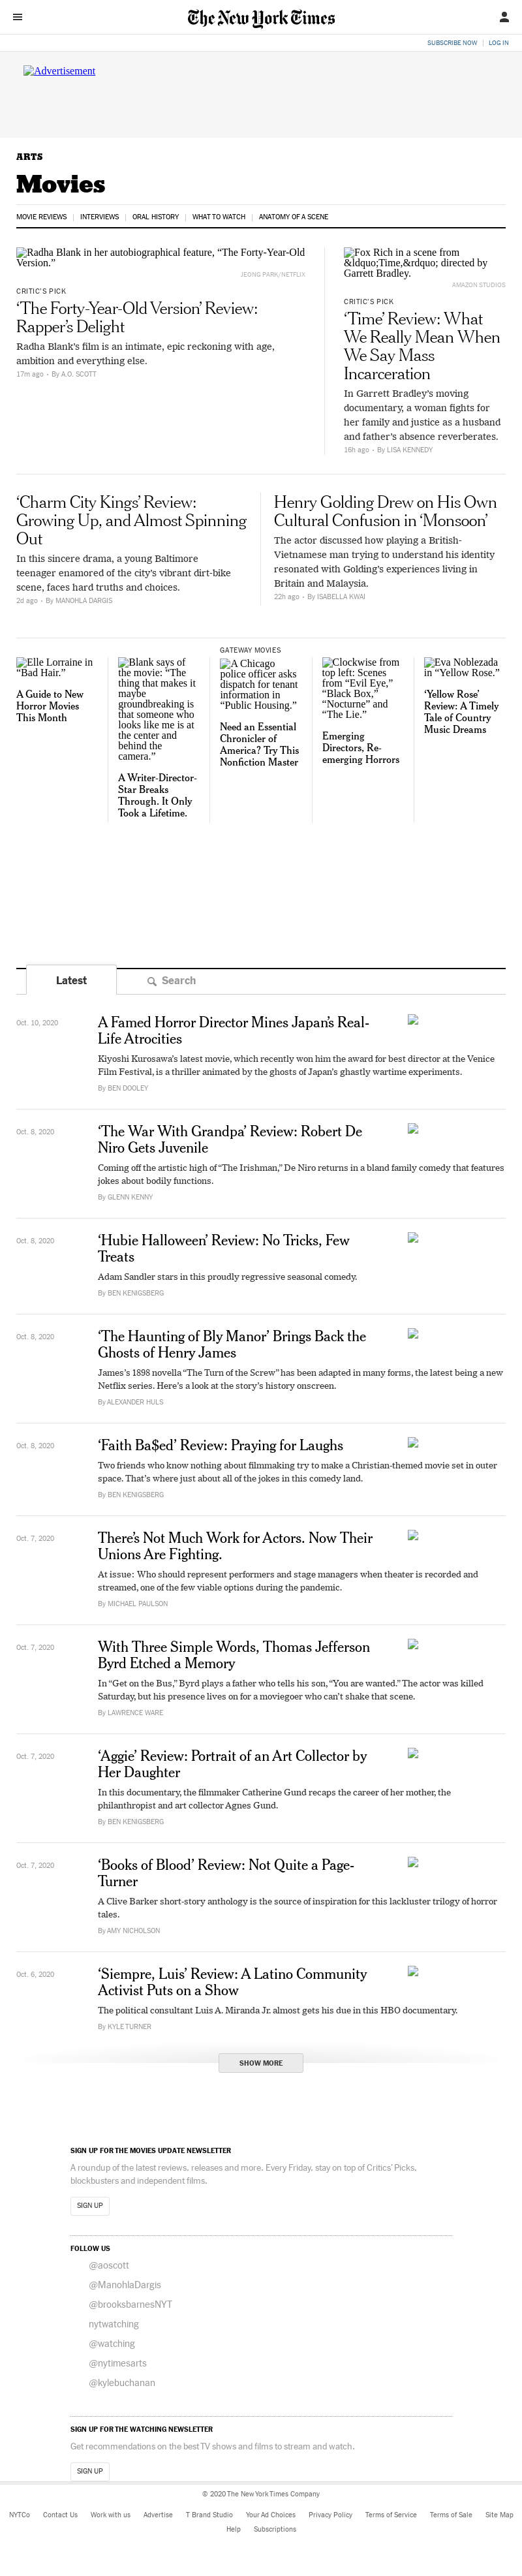 The New York Times
SUBSCRIBE NOW | LOG IN
Advertisement
ARTS
Movies
MOVIE REVIEWS | INTERVIEWS | ORAL HISTORY | WHAT TO WATCH | ANATOMY OF A SCENE
Radha Blank in her autobiographical feature, “The Forty-Year-Old
Version.”
JEONG PARK/NETFLIX
CRITIC'S PICK
‘The Forty-Year-Old Version’ Review:
Rapper’s Delight
Radha Blank’s film is an intimate, epic reckoning with age,
ambition and everything else.
17m ago • By A.O. SCOTT
Fox Rich in a scene from
&ldquo;Time,&rdquo; directed by
Garrett Bradley.
AMAZON STUDIOS
CRITIC'S PICK
‘Time’ Review: What
We Really Mean When
We Say Mass
Incarceration
In Garrett Bradley’s moving
documentary, a woman fights for
her family and justice as a husband
and father’s absence reverberates.
16h ago • By LISA KENNEDY
‘Charm City Kings’ Review:
Growing Up, and Almost Spinning
Out
In this sincere drama, a young Baltimore
teenager enamored of the city’s vibrant dirt-bike
scene, faces hard truths and choices.
2d ago • By MANOHLA DARGIS
Henry Golding Drew on His Own
Cultural Confusion in ‘Monsoon’
The actor discussed how playing a British-
Vietnamese man trying to understand his identity
resonated with Golding’s experiences living in
Britain and Malaysia.
22h ago • By ISABELLA KWAI
Elle Lorraine in
“Bad Hair.”
A Guide to New
Horror Movies
This Month
Blank says of
the movie: “The
thing that makes it
maybe
groundbreaking is
that someone who
looks like me is at
the center and
behind the
camera.”
A Writer-Director-
Star Breaks
Through. It Only
Took a Lifetime.
GATEWAY MOVIES
A Chicago
police officer asks
dispatch for tenant
information in
“Public Housing.”
Need an Essential
Chronicler of
America? Try This
Nonfiction Master
Clockwise from
top left: Scenes
from “Evil Eye,”
“Black Box,”
“Nocturne” and
“The Lie.”
Emerging
Directors, Re-
emerging Horrors
Eva Noblezada
in “Yellow Rose.”
‘Yellow Rose’
Review: A Timely
Tale of Country
Music Dreams
Latest
Search
Oct. 10, 2020
A Famed Horror Director Mines Japan’s Real-
Life Atrocities
Kiyoshi Kurosawa’s latest movie, which recently won him the award for best director at the Venice
Film Festival, is a thriller animated by the ghosts of Japan’s ghastly wartime experiments.
By BEN DOOLEY
Oct. 8, 2020
‘The War With Grandpa’ Review: Robert De
Niro Gets Juvenile
Coming off the artistic high of “The Irishman,” De Niro returns in a bland family comedy that features
jokes about bodily functions.
By GLENN KENNY
Oct. 8, 2020
‘Hubie Halloween’ Review: No Tricks, Few
Treats
Adam Sandler stars in this proudly regressive seasonal comedy.
By BEN KENIGSBERG
Oct. 8, 2020
‘The Haunting of Bly Manor’ Brings Back the
Ghosts of Henry James
James’s 1898 novella “The Turn of the Screw” has been adapted in many forms, the latest being a new
Netflix series. Here’s a look at the story’s history onscreen.
By ALEXANDER HULS
Oct. 8, 2020
‘Faith Ba$ed’ Review: Praying for Laughs
Two friends who know nothing about filmmaking try to make a Christian-themed movie set in outer
space. That’s where just about all of the jokes in this comedy land.
By BEN KENIGSBERG
Oct. 7, 2020
There’s Not Much Work for Actors. Now Their
Unions Are Fighting.
At issue: Who should represent performers and stage managers when theater is recorded and
streamed, one of the few viable options during the pandemic.
By MICHAEL PAULSON
Oct. 7, 2020
With Three Simple Words, Thomas Jefferson
Byrd Etched a Memory
In “Get on the Bus,” Byrd plays a father who tells his son, “You are wanted.” The actor was killed
Saturday, but his presence lives on for a moviegoer who can’t shake that scene.
By LAWRENCE WARE
Oct. 7, 2020
‘Aggie’ Review: Portrait of an Art Collector by
Her Daughter
In this documentary, the filmmaker Catherine Gund recaps the career of her mother, the
philanthropist and art collector Agnes Gund.
By BEN KENIGSBERG
Oct. 7, 2020
‘Books of Blood’ Review: Not Quite a Page-
Turner
A Clive Barker short-story anthology is the source of inspiration for this lackluster trilogy of horror
tales.
By AMY NICHOLSON
Oct. 6, 2020
‘Siempre, Luis’ Review: A Latino Community
Activist Puts on a Show
The political consultant Luis A. Miranda Jr. almost gets his due in this HBO documentary.
By KYLE TURNER
SHOW MORE
SIGN UP FOR THE MOVIES UPDATE NEWSLETTER
A roundup of the latest reviews, releases and more. Every Friday, stay on top of Critics’ Picks,
blockbusters and independent films.
SIGN UP
FOLLOW US
@aoscott
@ManohlaDargis
@brooksbarnesNYT
nytwatching
@watching
@nytimesarts
@kylebuchanan
SIGN UP FOR THE WATCHING NEWSLETTER
Get recommendations on the best TV shows and films to stream and watch.
SIGN UP
© 2020 The New York Times Company
NYTCo Contact Us Work with us Advertise T Brand Studio Your Ad Choices Privacy Policy Terms of Service Terms of Sale Site Map
Help Subscriptions